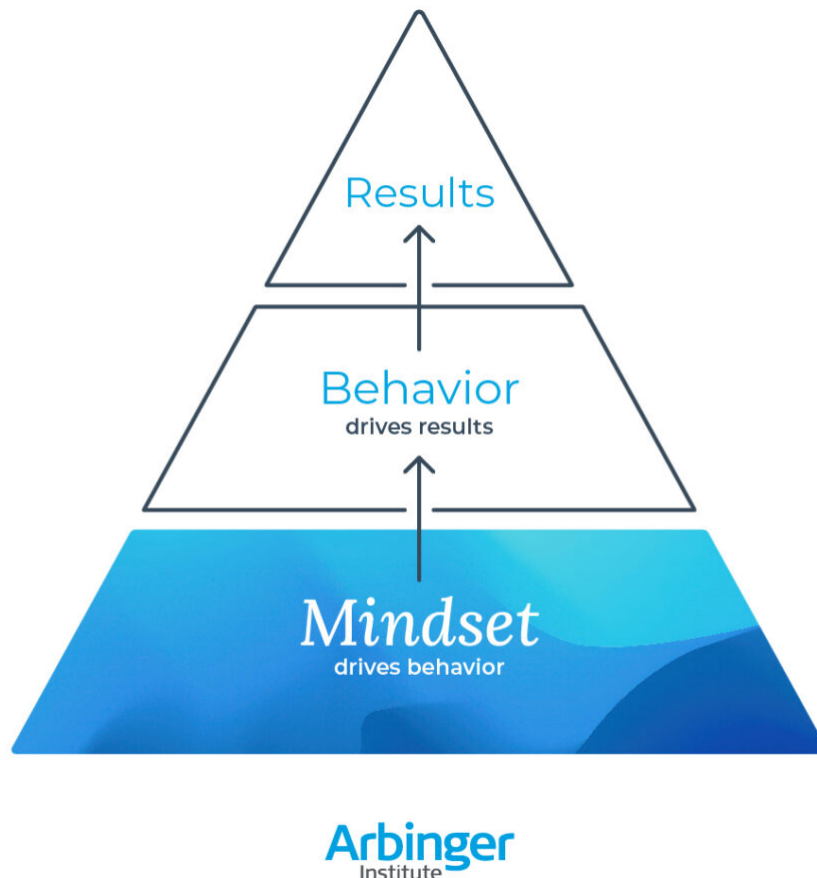 Results
Behavior
drives results
Mindset
drives behavior
Arbinger
Institute